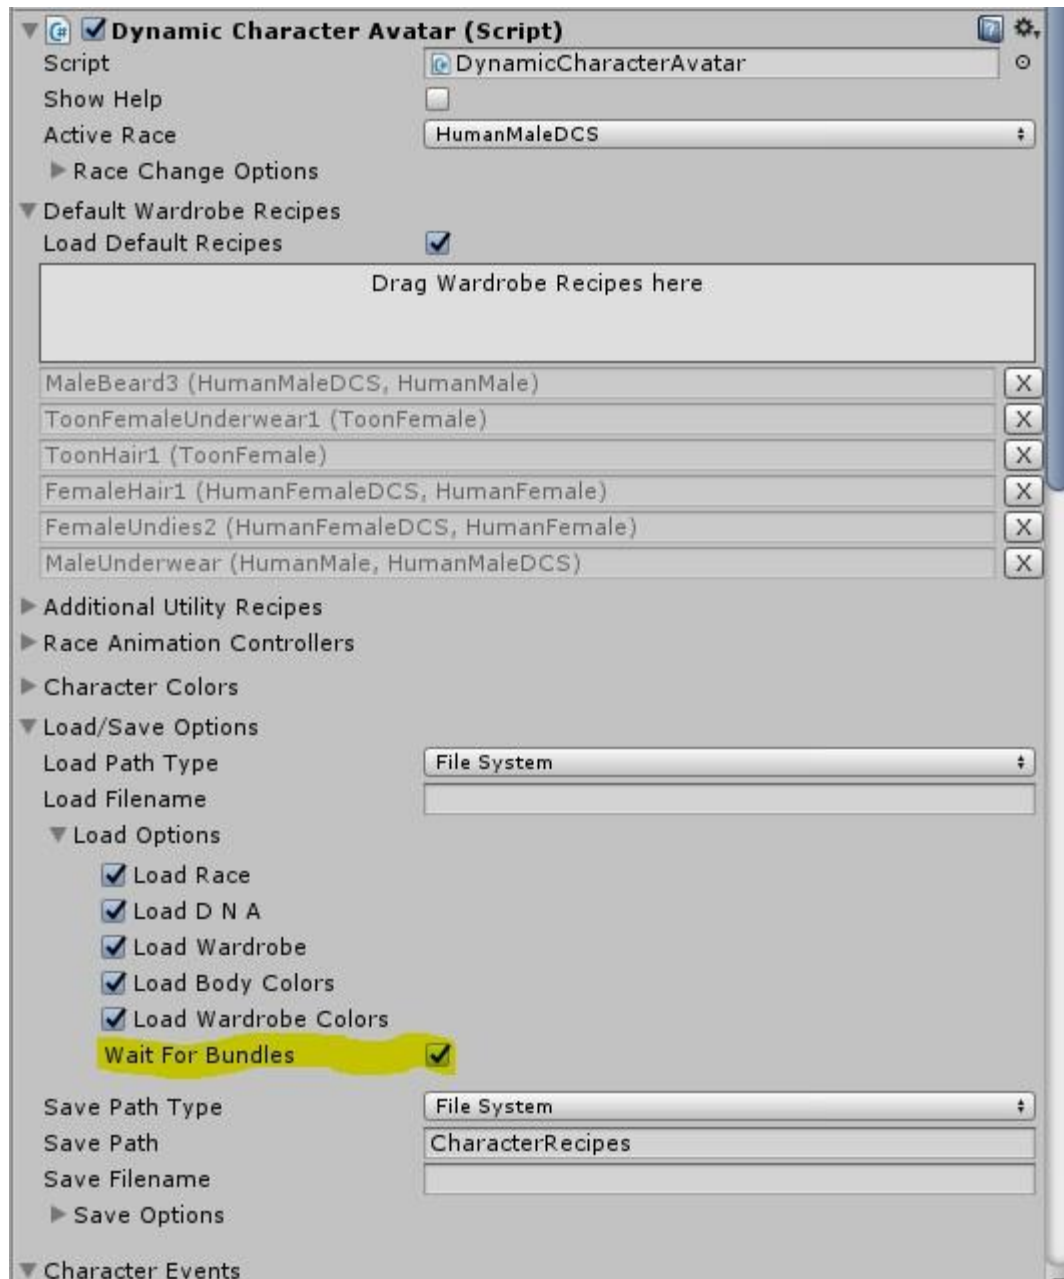 Dynamic Character Avatar (Script)
Script DynamicCharacterAvatar
Show Help
Active Race HumanMaleDCS
Race Change Options
Default Wardrobe Recipes
Load Default Recipes
Drag Wardrobe Recipes here
MaleBeard3 (HumanMaleDCS, HumanMale) X
ToonFemaleUnderwear1 (ToonFemale) X
ToonHair1 (ToonFemale) X
FemaleHair1 (HumanFemaleDCS, HumanFemale) X
FemaleUndies2 (HumanFemaleDCS, HumanFemale) X
MaleUnderwear (HumanMale, HumanMaleDCS) X
Additional Utility Recipes
Race Animation Controllers
Character Colors
Load/Save Options
Load Path Type File System
Load Filename
Load Options
Load Race
Load D N A
Load Wardrobe
Load Body Colors
Load Wardrobe Colors
Wait For Bundles
Save Path Type File System
Save Path CharacterRecipes
Save Filename
Save Options
Character Events